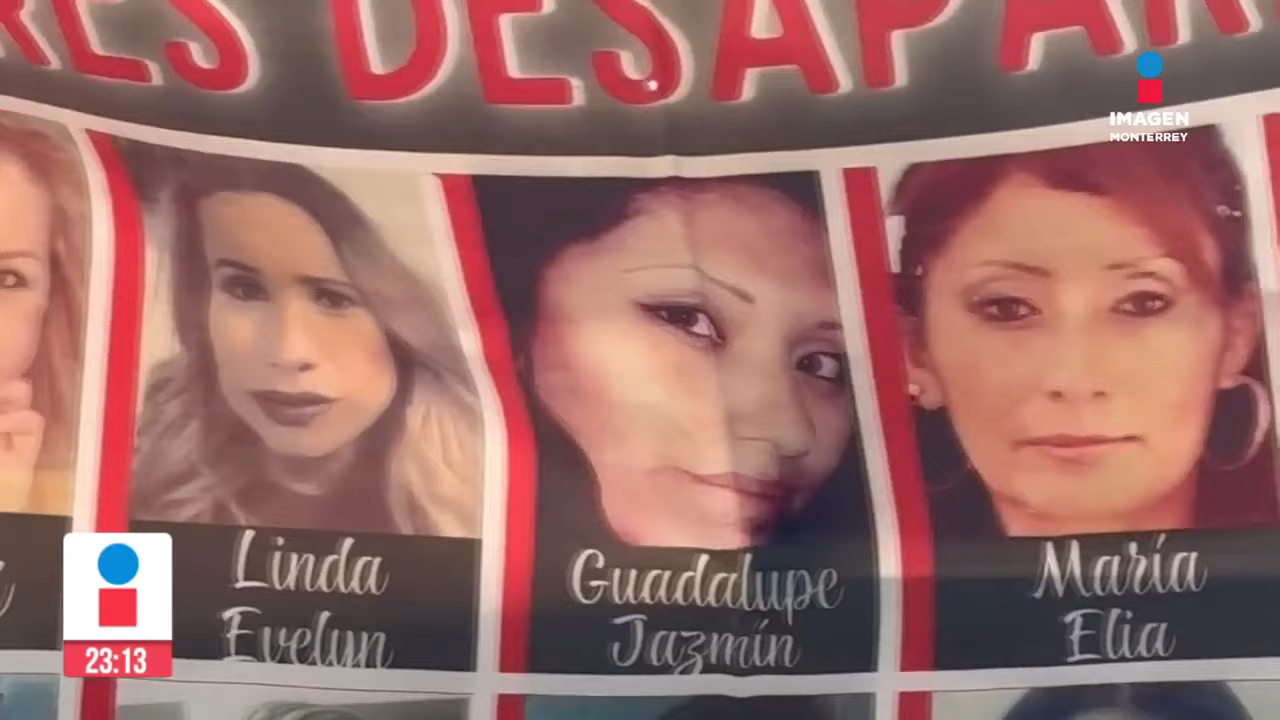 RES DESAPAR
IMAGEN
MONTERREY
Linda
Evelyn
Guadalupe
Jazmín
María
Elia
23:13